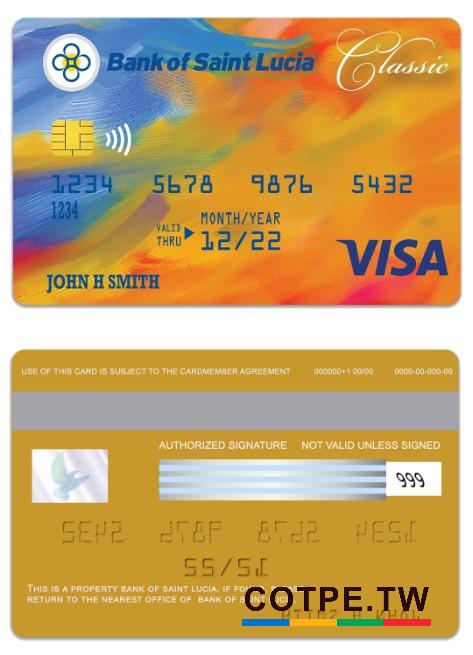 Bank of Saint Lucia Classic
1234 5678 9876 5432
1234
MONTH/YEAR
VALID THRU 12/22
VISA
JOHN H SMITH
USE OF THIS CARD IS SUBJECT TO THE CARDMEMBER AGREEMENT 000000+1 00/00 0000-00-000-00
AUTHORIZED SIGNATURE NOT VALID UNLESS SIGNED
999
5432 9876 5678 1234
12/22
THIS IS A PROPERTY BANK OF SAINT LUCIA. IF
RETURN TO THE NEAREST OFFICE OF BANK OF
COTPE.TW
JOHN H SMITH